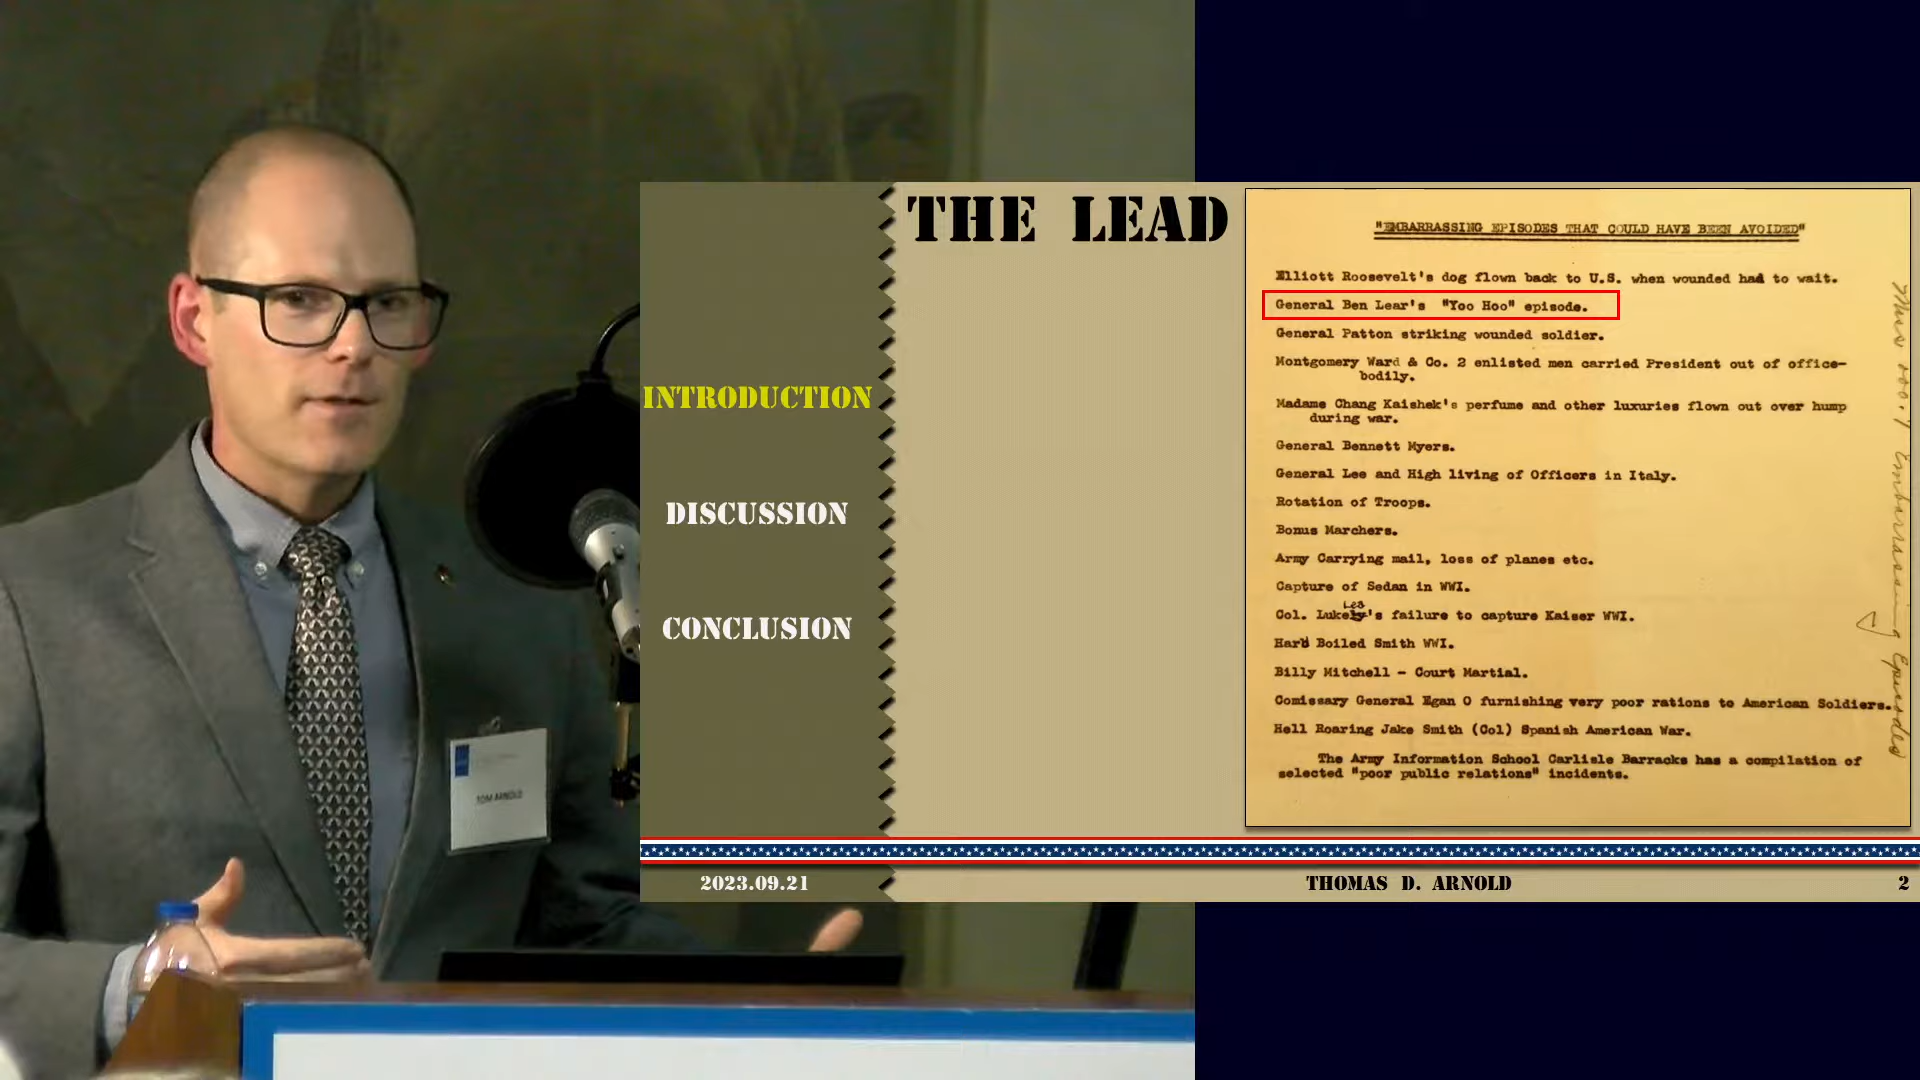 THE LEAD
INTRODUCTION
DISCUSSION
CONCLUSION
"EMBARRASSING EPISODES THAT COULD HAVE BEEN AVOIDED"
Elliott Roosevelt's dog flown back to U.S. when wounded had to wait.
General Ben Lear's "Yoo Hoo" episode.
General Patton striking wounded soldier.
Montgomery Ward & Co. 2 enlisted men carried President out of office-
bodily.
Madame Chang Kaishek's perfume and other luxuries flown out over hump
during war.
General Bennett Myers.
General Lee and High living of Officers in Italy.
Rotation of Troops.
Bonus Marchers.
Army Carrying mail, loss of planes etc.
Capture of Sedan in WWI.
Lea
Col. Luke's failure to capture Kaiser WWI.
Hard Boiled Smith WWI.
Billy Mitchell - Court Martial.
Comissary General Egan O furnishing very poor rations to American Soldiers.
Hell Roaring Jake Smith (Col) Spanish American War.
The Army Information School Carlisle Barracks has a compilation of
selected "poor public relations" incidents.
Embarrassing Episodes
2023.09.21
THOMAS D. ARNOLD
2
TOM ARNOLD